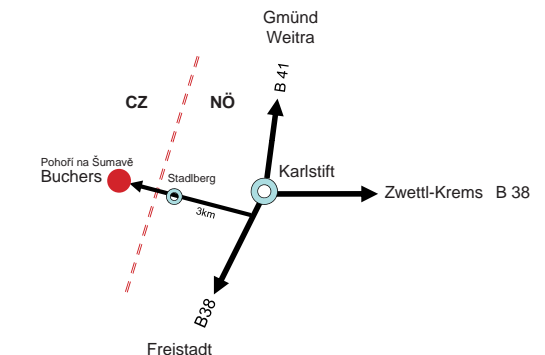 Gmünd
Weitra
B 41
CZ
NÖ
Pohoří na Šumavě
Buchers
Stadlberg
Karlstift
3km
Zwettl-Krems B 38
B38
Freistadt